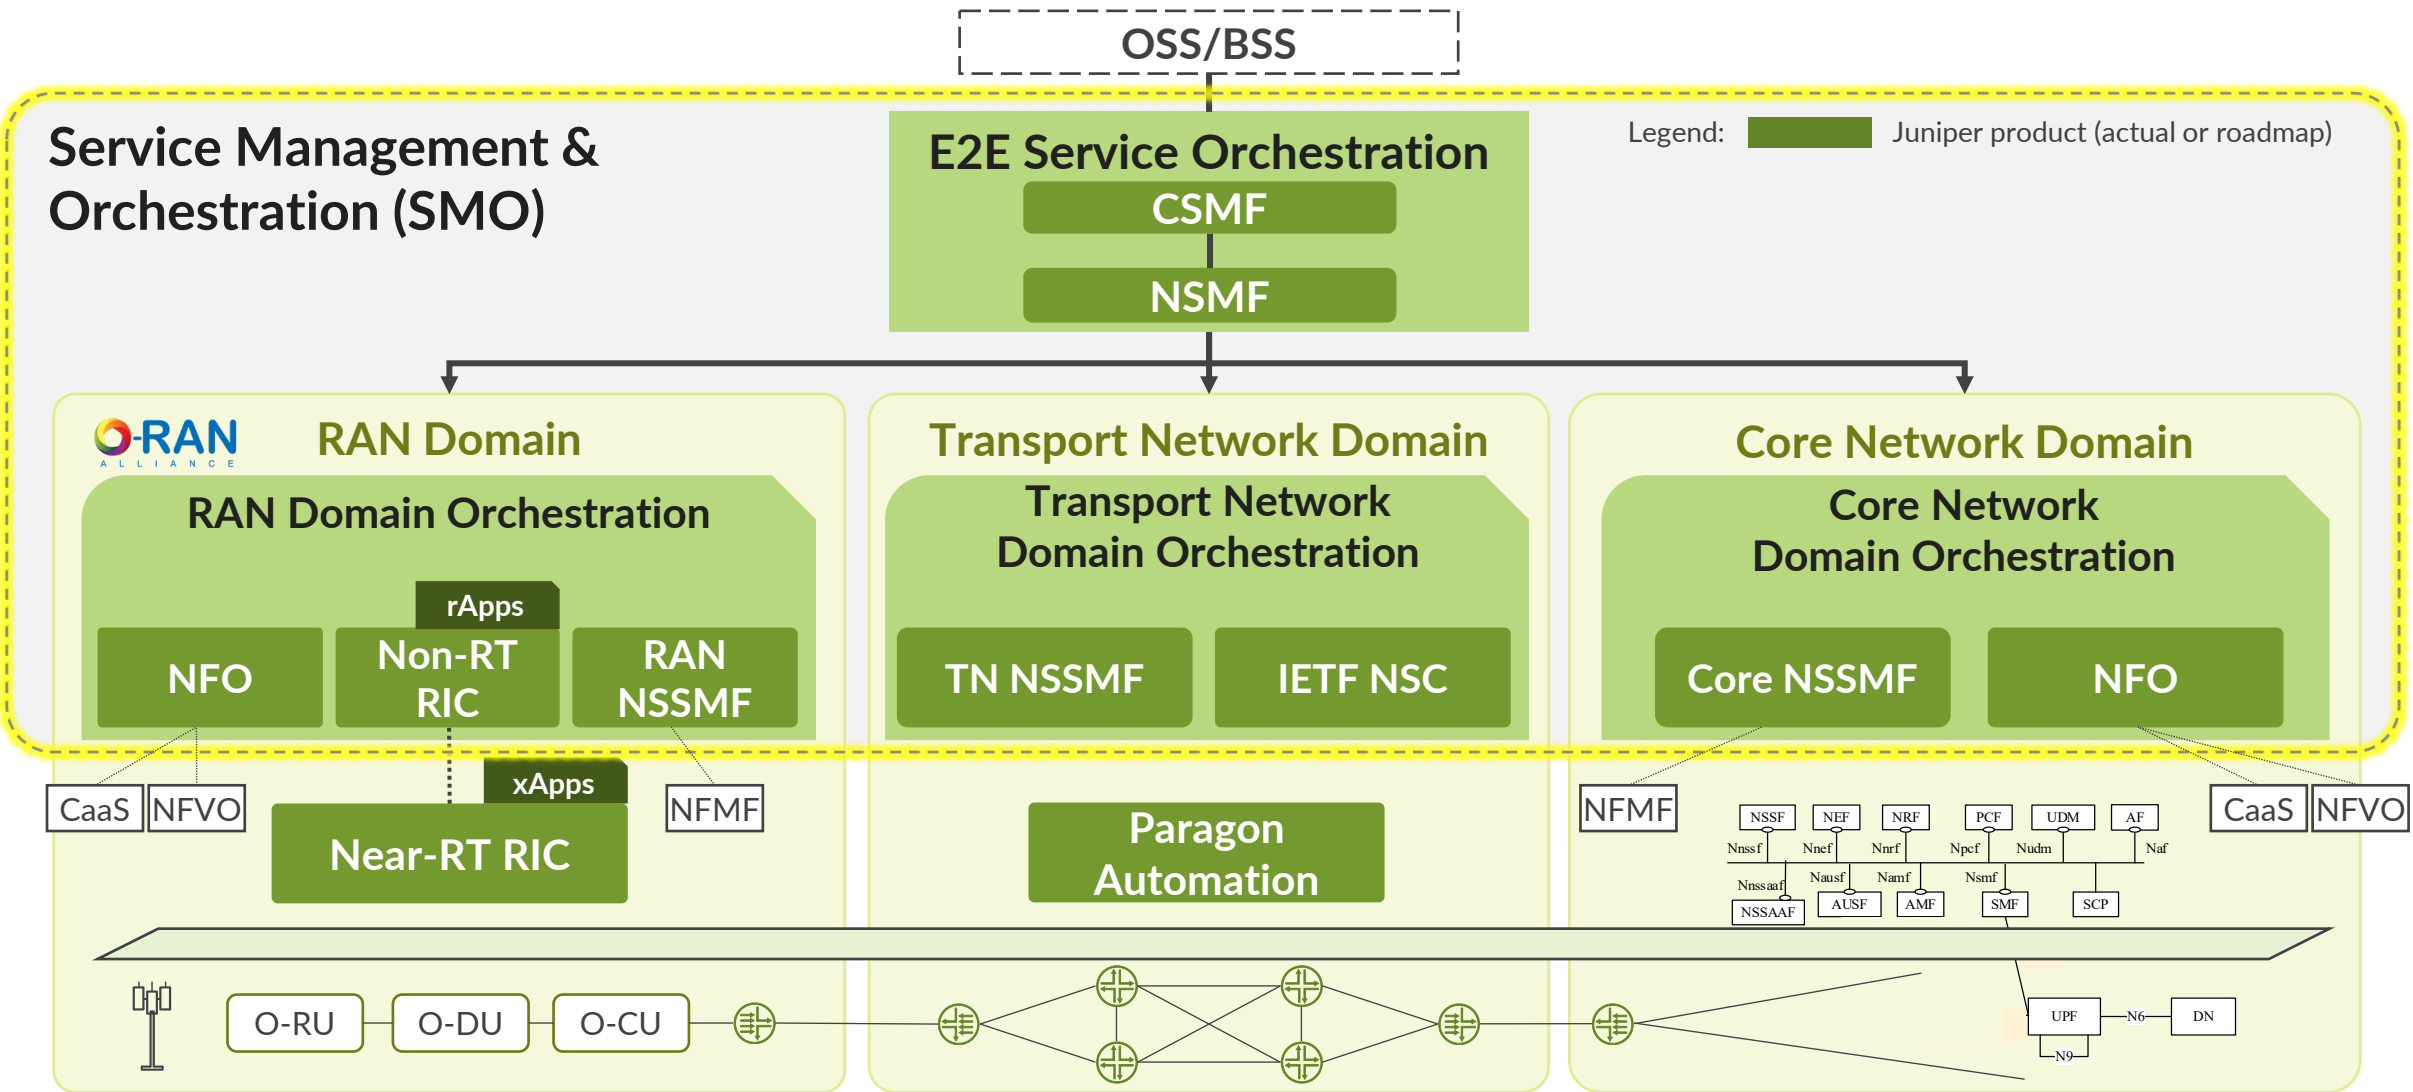 OSS/BSS
Service Management &
Orchestration (SMO)
E2E Service Orchestration
CSMF
NSMF
Legend:
Juniper product (actual or roadmap)
O-RAN
ALLIANCE
RAN Domain
RAN Domain Orchestration
rApps
NFO
Non-RT
RIC
RAN
NSSMF
CaaS
NFVO
xApps
Near-RT RIC
NFMF
Transport Network Domain
Transport Network
Domain Orchestration
TN NSSMF
IETF NSC
Paragon
Automation
Core Network Domain
Core Network
Domain Orchestration
Core NSSMF
NFO
NFMF
CaaS
NFVO
NSSF
NEF
NRF
PCF
UDM
AF
Nnssf
Nnef
Nnrf
Npcf
Nudm
Naf
Nnssaaf
Nausf
Namf
Nsmf
NSSAAF
AUSF
AMF
SMF
SCP
O-RU
O-DU
O-CU
UPF
N6
DN
N9